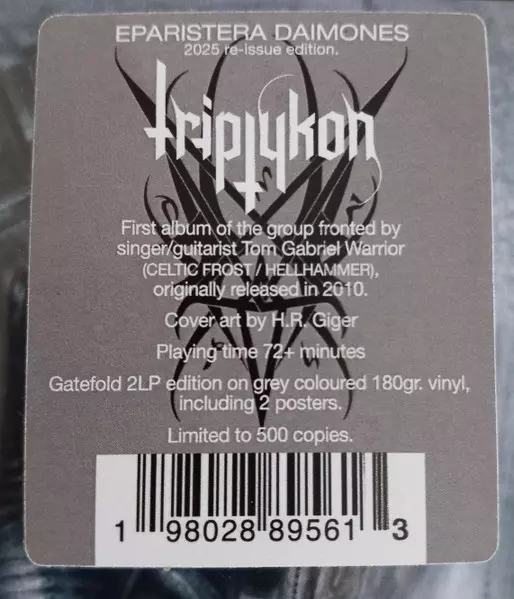 EPARISTERA DAIMONES
2025 re-issue edition.
triptykon
First album of the group fronted by
singer/guitarist Tom Gabriel Warrior
(CELTIC FROST / HELLHAMMER),
originally released in 2010.
Cover art by H.R. Giger
Playing time 72+ minutes
Gatefold 2LP edition on grey coloured 180gr. vinyl,
including 2 posters.
Limited to 500 copies.
1 98028 89561 3